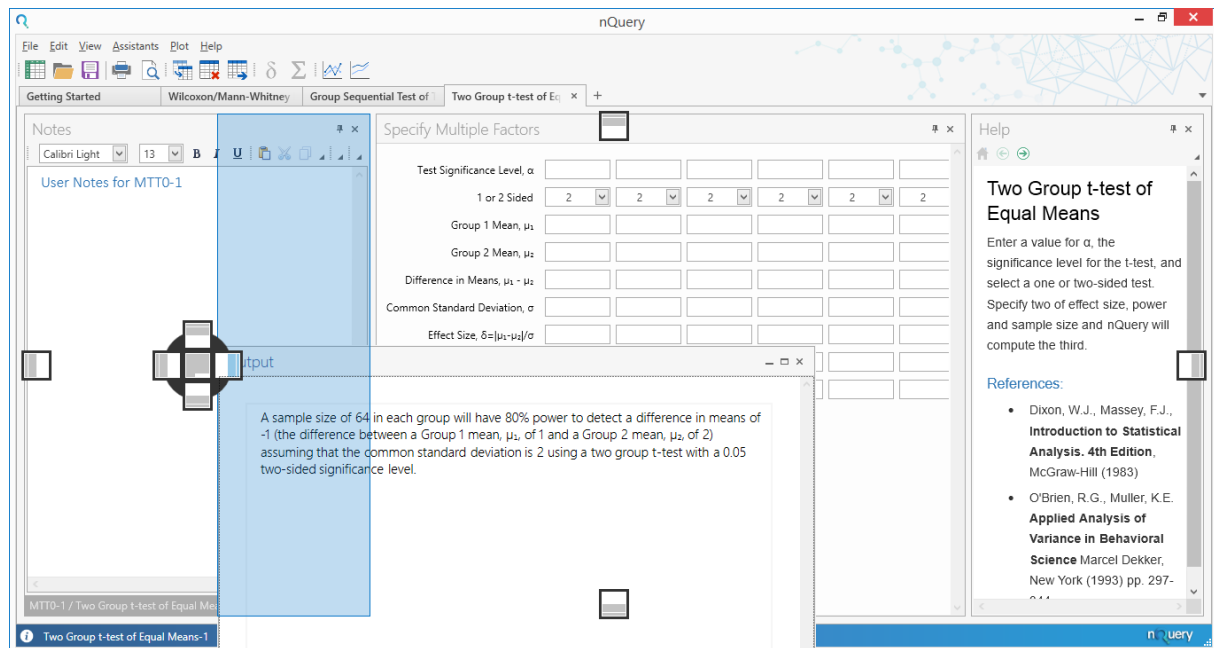 nQuery
File Edit View Assistants Plot Help
Getting Started Wilcoxon/Mann-Whitney Group Sequential Test of Two Group t-test of Eq × +
Notes
Calibri Light 13 B I U
User Notes for MTT0-1
Specify Multiple Factors
Test Significance Level, α
1 or 2 Sided 2 2 2 2 2 2
Group 1 Mean, μ₁
Group 2 Mean, μ₂
Difference in Means, μ₁ - μ₂
Common Standard Deviation, σ
Effect Size, δ=|μ₁-μ₂|/σ
utput
A sample size of 64 in each group will have 80% power to detect a difference in means of
-1 (the difference between a Group 1 mean, μ₁, of 1 and a Group 2 mean, μ₂, of 2)
assuming that the common standard deviation is 2 using a two group t-test with a 0.05
two-sided significance level.
Help
Two Group t-test of
Equal Means
Enter a value for α, the
significance level for the t-test, and
select a one or two-sided test.
Specify two of effect size, power
and sample size and nQuery will
compute the third.
References:
• Dixon, W.J., Massey, F.J.,
Introduction to Statistical
Analysis. 4th Edition,
McGraw-Hill (1983)
• O'Brien, R.G., Muller, K.E.
Applied Analysis of
Variance in Behavioral
Science Marcel Dekker,
New York (1993) pp. 297-
MTT0-1 / Two Group t-test of Equal Me
Two Group t-test of Equal Means-1
nQuery